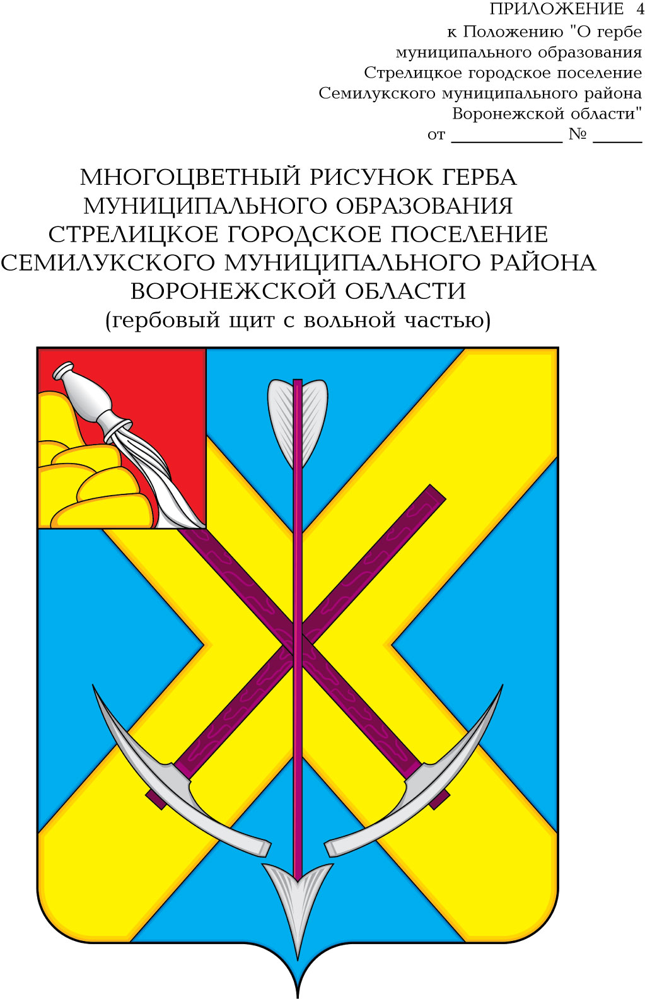 ПРИЛОЖЕНИЕ 4
к Положению "О гербе
муниципального образования
Стрелицкое городское поселение
Семилукского муниципального района
Воронежской области"
от ____________ № _____
МНОГОЦВЕТНЫЙ РИСУНОК ГЕРБА
МУНИЦИПАЛЬНОГО ОБРАЗОВАНИЯ
СТРЕЛИЦКОЕ ГОРОДСКОЕ ПОСЕЛЕНИЕ
СЕМИЛУКСКОГО МУНИЦИПАЛЬНОГО РАЙОНА
ВОРОНЕЖСКОЙ ОБЛАСТИ
(гербовый щит с вольной частью)